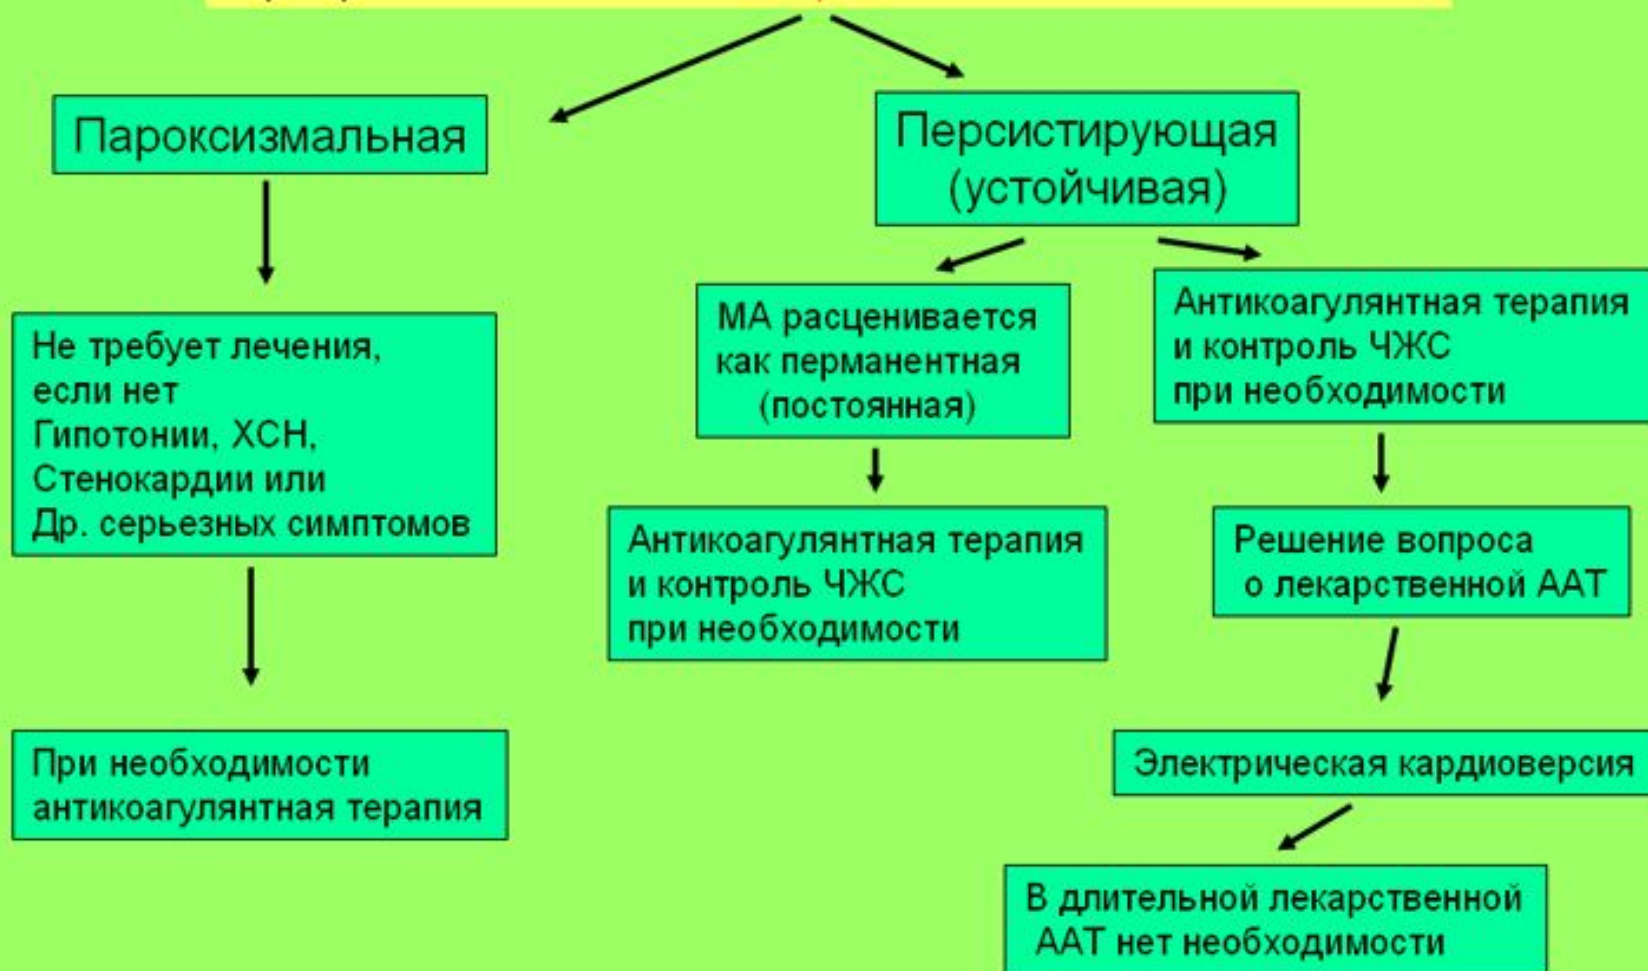 Пароксизмальная
Персистирующая
(устойчивая)
Не требует лечения,
если нет
Гипотонии, ХСН,
Стенокардии или
Др. серьезных симптомов
МА расценивается
как перманентная
(постоянная)
Антикоагулянтная терапия
и контроль ЧЖС
при необходимости
Антикоагулянтная терапия
и контроль ЧЖС
при необходимости
Решение вопроса
о лекарственной ААТ
При необходимости
антикоагулянтная терапия
Электрическая кардиоверсия
В длительной лекарственной
ААТ нет необходимости